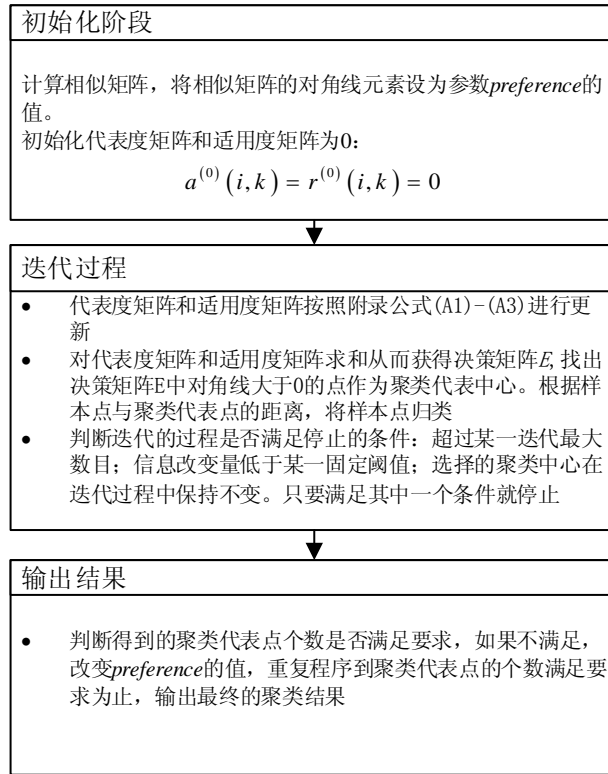 初始化阶段
计算相似矩阵，将相似矩阵的对角线元素设为参数preference的
值。
初始化代表度矩阵和适用度矩阵为0:
a^{(0)}(i,k)=r^{(0)}(i,k)=0
迭代过程
• 代表度矩阵和适用度矩阵按照附录公式(A1)-(A3)进行更
新
• 对代表度矩阵和适用度矩阵求和从而获得决策矩阵E,找出
决策矩阵E中对角线大于0的点作为聚类代表中心。根据样
本点与聚类代表点的距离，将样本点归类
• 判断迭代的过程是否满足停止的条件：超过某一迭代最大
数目；信息改变量低于某一固定阈值；选择的聚类中心在
迭代过程中保持不变。只要满足其中一个条件就停止
输出结果
• 判断得到的聚类代表点个数是否满足要求，如果不满足，
改变preference的值，重复程序到聚类代表点的个数满足要
求为止，输出最终的聚类结果